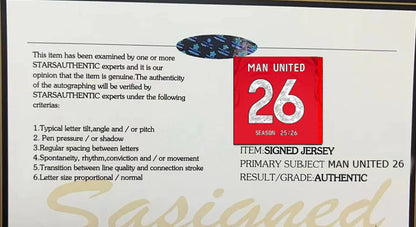 This item has been examined by one or more
STARSAUTHENTIC experts and it is our
opinion that the item is genuine.The authenticity
of the autographing will be verified by
STARSAUTHENTIC experts under the following
criterias:
1.Typical letter tilt,angle and / or pitch
2. Pen pressure / or shadow
3.Regular spacing between letters
4.Spontaneity, rhythm,conviction and / or movement
5.Transition between line quality and connection stroke
6.Letter size proportional / normal
MAN UNITED
26
SEASON 25/26
ITEM:SIGNED JERSEY
PRIMARY SUBJECT MAN UNITED 26
RESULT/GRADE:AUTHENTIC
Sasigned